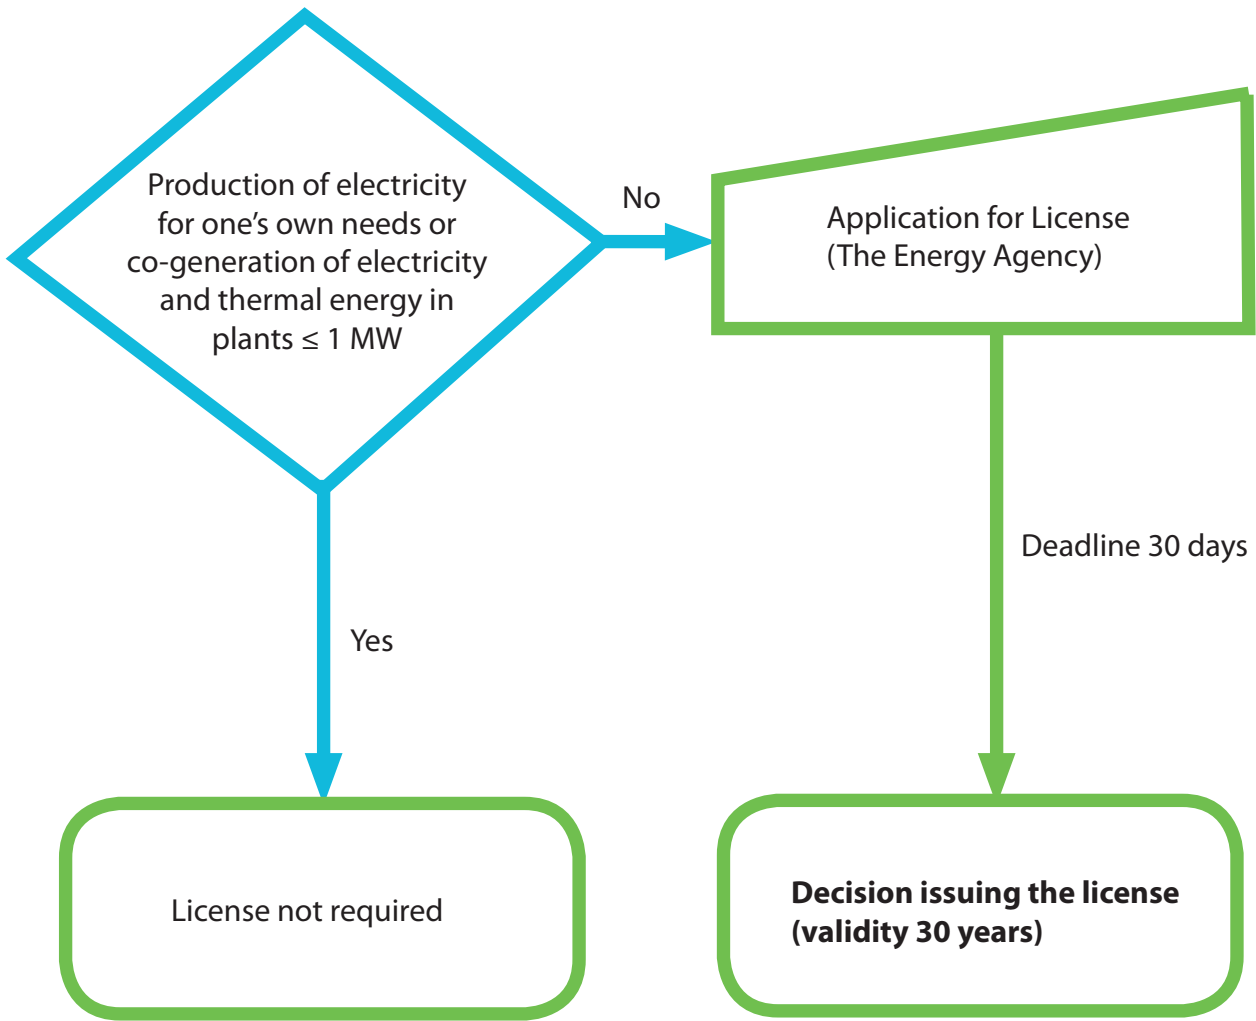 Production of electricity
for one’s own needs or
co-generation of electricity
and thermal energy in
plants ≤ 1 MW
No
Application for License
(The Energy Agency)
Deadline 30 days
Yes
License not required
Decision issuing the license
(validity 30 years)